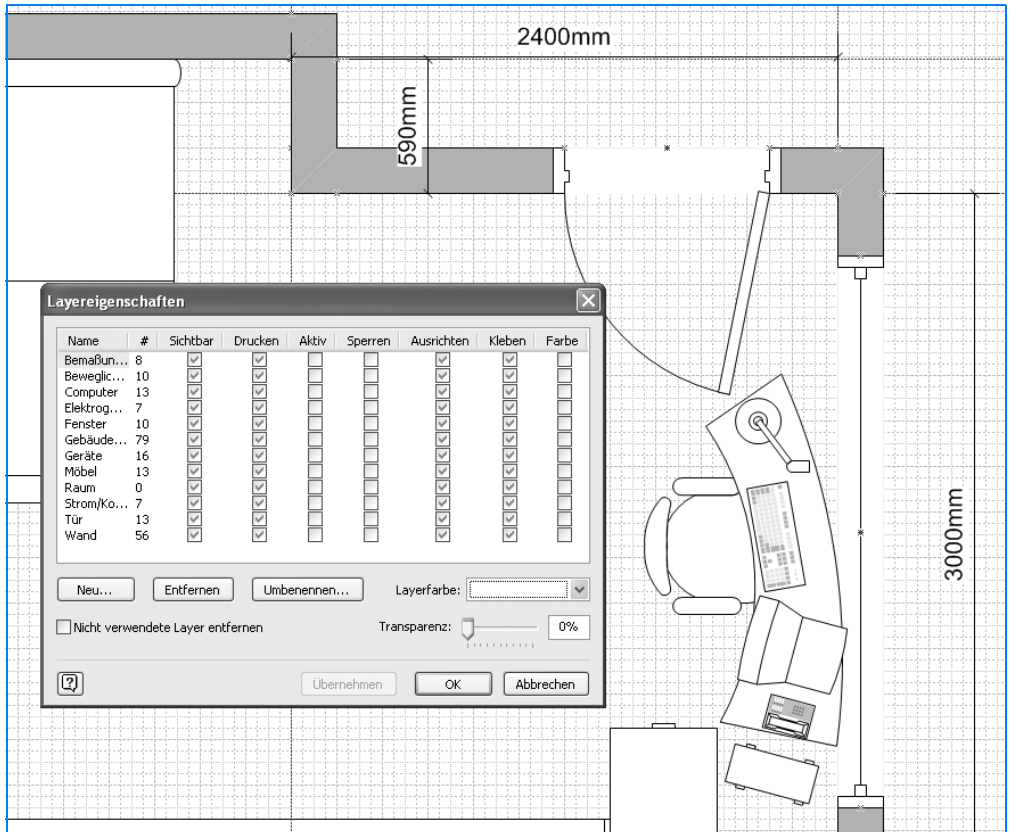 2400mm
590mm
Layereigenschaften
Name # Sichtbar Drucken Aktiv Sperren Ausrichten Kleben Farbe
Bemaßun... 8
Beweglic... 10
Computer 13
Elektrog... 7
Fenster 10
Gebäude... 79
Geräte 16
Möbel 13
Raum 0
Strom/Ko... 7
Tür 13
Wand 56
Neu... Entfernen Umbenennen... Layerfarbe:
Nicht verwendete Layer entfernen Transparenz: 0%
? Übernehmen OK Abbrechen
3000mm